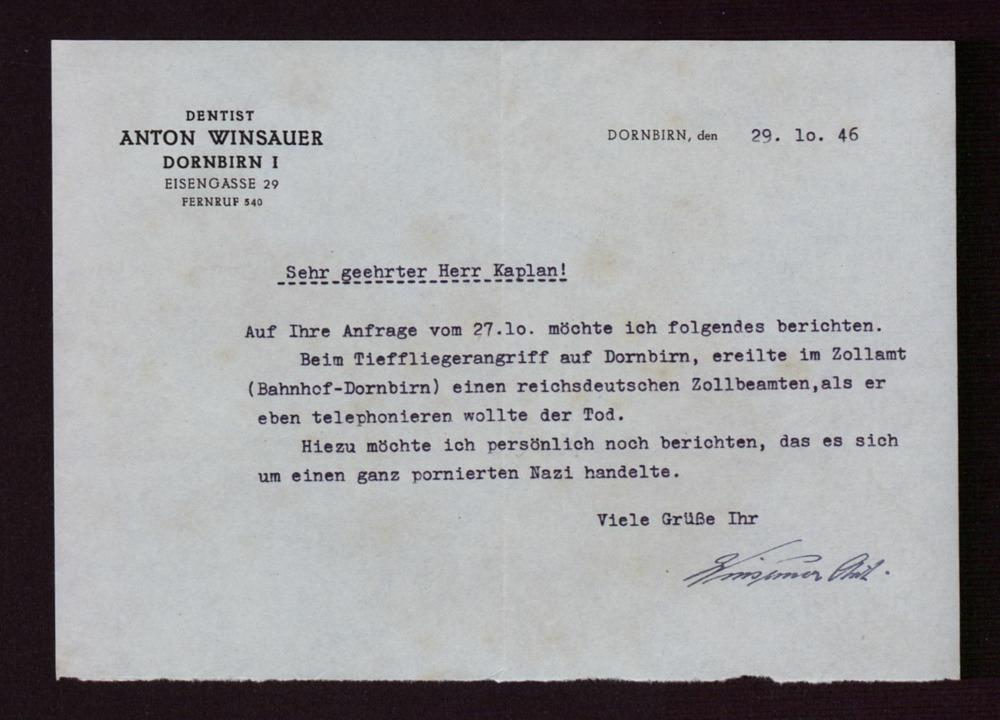 DENTIST
ANTON WINSAUER
DORNBIRN I
EISENGASSE 29
FERNRUF 540
DORNBIRN, den 29. lo. 46
Sehr geehrter Herr Kaplan!
Auf Ihre Anfrage vom 27.lo. möchte ich folgendes berichten.
Beim Tieffliegerangriff auf Dornbirn, ereilte im Zollamt
(Bahnhof-Dornbirn) einen reichsdeutschen Zollbeamten,als er
eben telephonieren wollte der Tod.
Hiezu möchte ich persönlich noch berichten, das es sich
um einen ganz pornierten Nazi handelte.
Viele Grüße Ihr
Winsauer Ant.